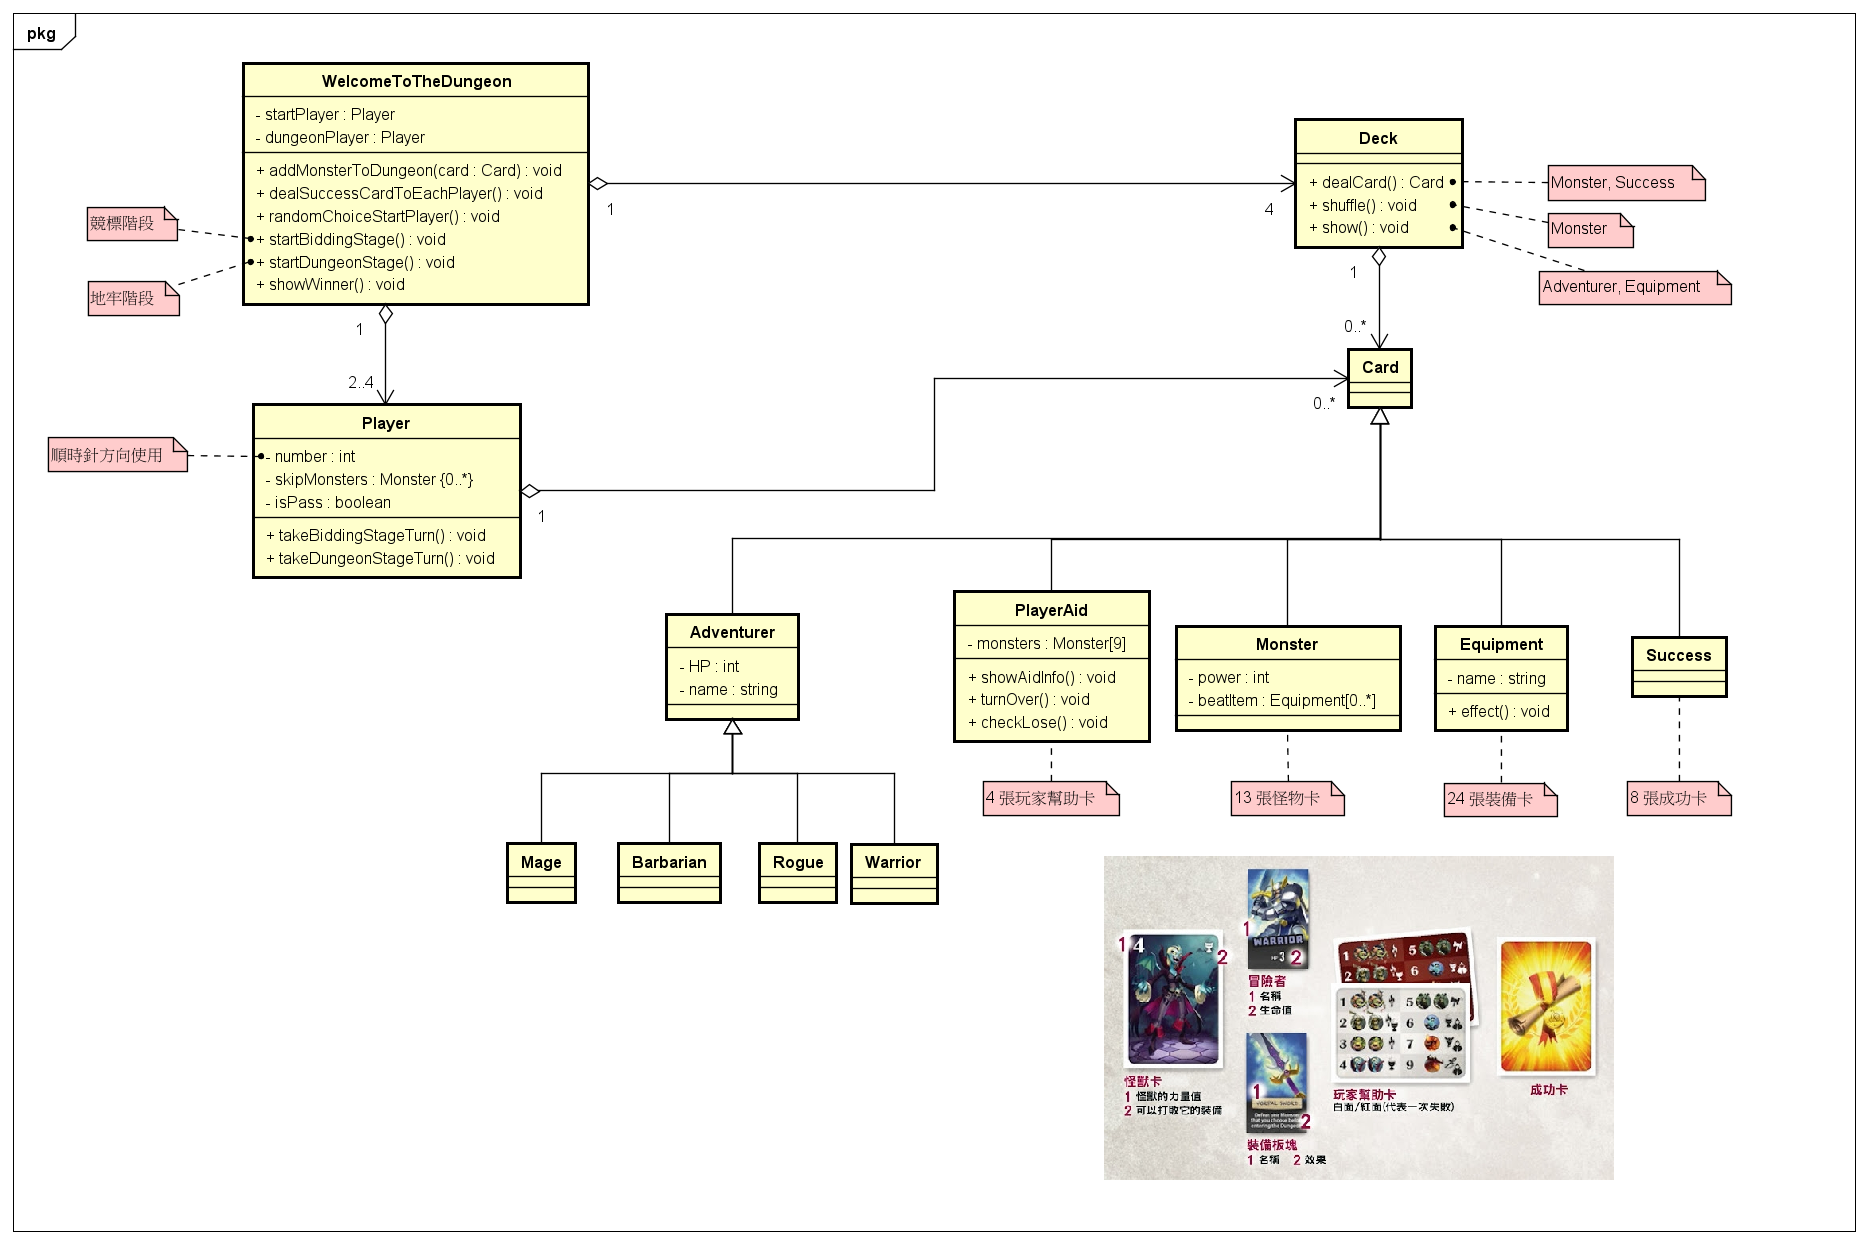 pkg
WelcomeToTheDungeon
- startPlayer : Player
- dungeonPlayer : Player
+ addMonsterToDungeon(card : Card) : void
+ dealSuccessCardToEachPlayer() : void
+ randomChoiceStartPlayer() : void
+ startBiddingStage() : void
+ startDungeonStage() : void
+ showWinner() : void
競標階段
地牢階段
1
4
Deck
+ dealCard() : Card
+ shuffle() : void
+ show() : void
Monster, Success
Monster
Adventurer, Equipment
1
0..*
1
2..4
Card
0..*
Player
- number : int
- skipMonsters : Monster {0..*}
- isPass : boolean
+ takeBiddingStageTurn() : void
+ takeDungeonStageTurn() : void
順時針方向使用
1
Adventurer
- HP : int
- name : string
PlayerAid
- monsters : Monster[9]
+ showAidInfo() : void
+ turnOver() : void
+ checkLose() : void
Monster
- power : int
- beatItem : Equipment[0..*]
Equipment
- name : string
+ effect() : void
Success
4 張玩家幫助卡
13 張怪物卡
24 張裝備卡
8 張成功卡
Mage
Barbarian
Rogue
Warrior
1 4
2
怪獸卡
1 怪獸的力量值
2 可以打敗它的裝備
1
WARRIOR
HP 3 2
冒險者
1 名稱
2 生命值
1
2
裝備板塊
1 名稱 2 效果
1 5
2 6
1 5
2 6
3 7
4 9
玩家幫助卡
白面/紅面(代表一次失敗)
成功卡